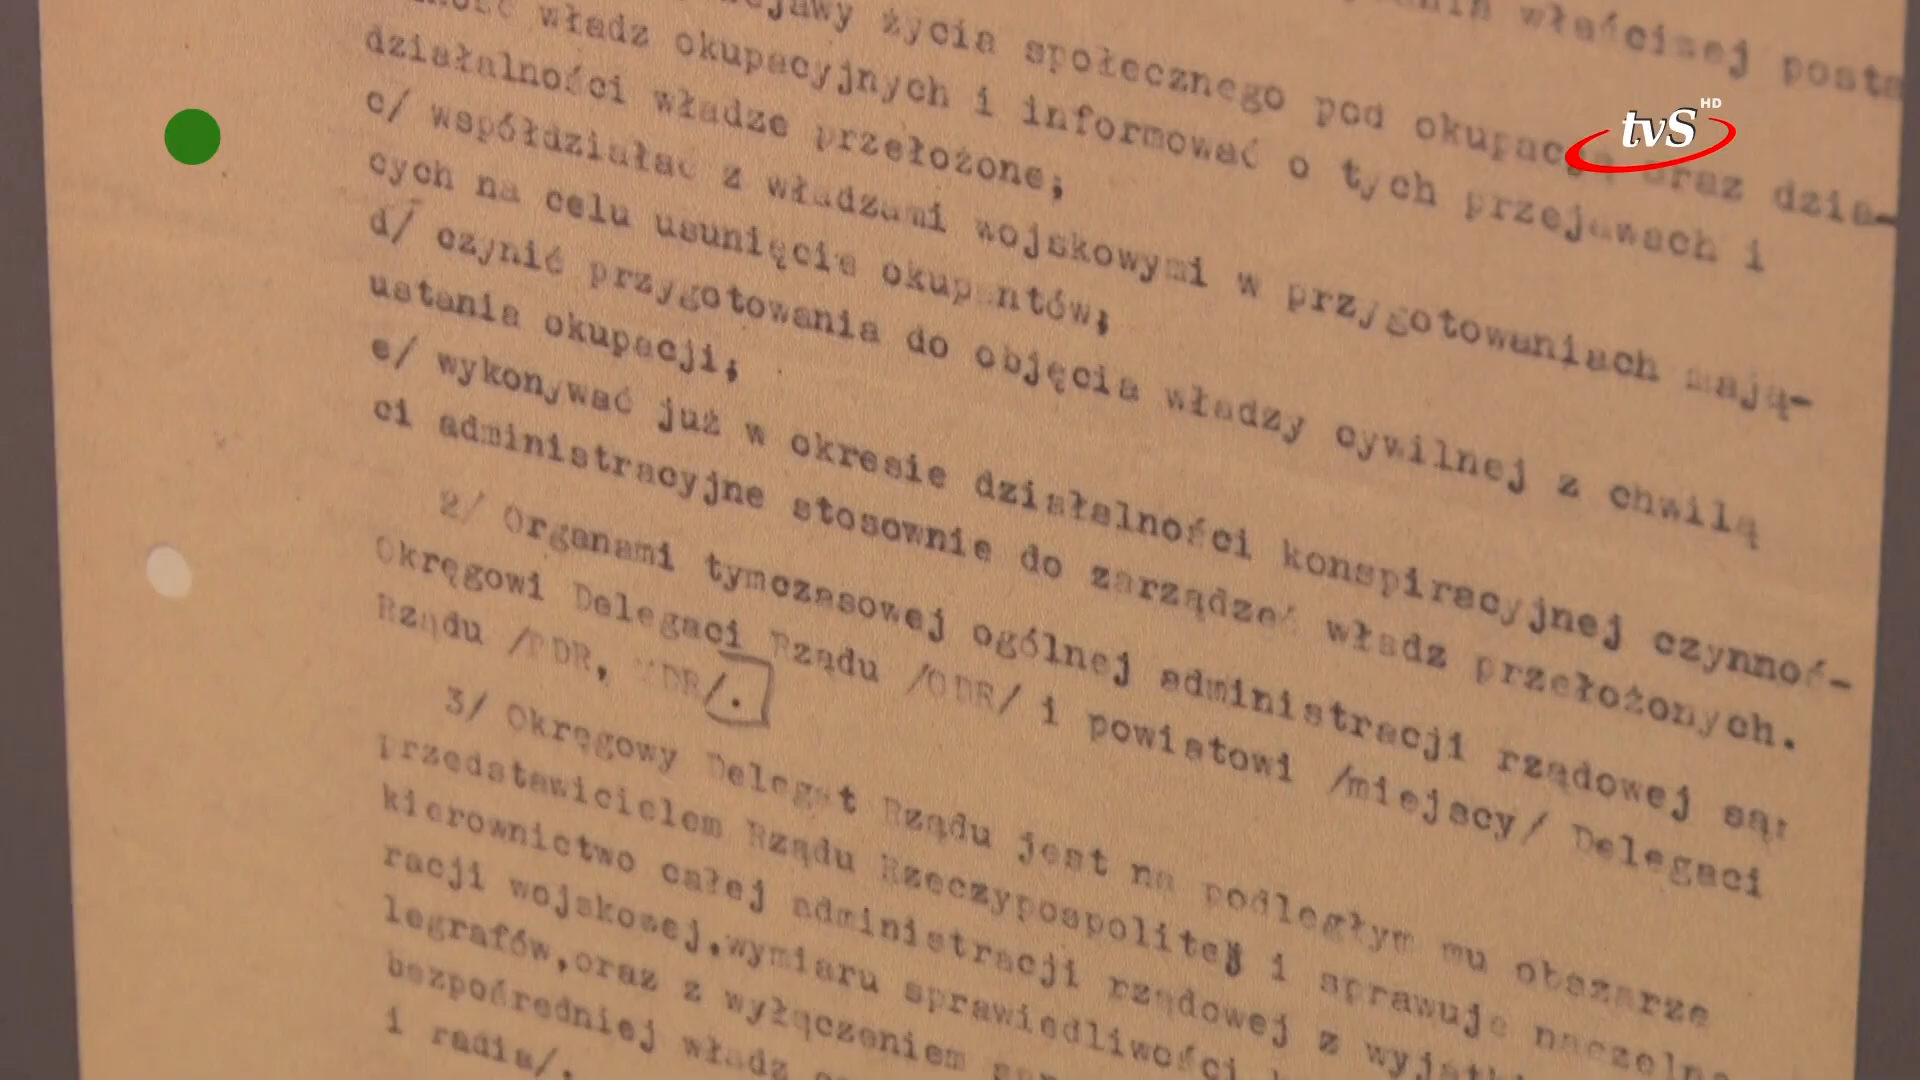 przejawy życia społecznego pod okupacją oraz dzia-
władz okupacyjnych i informować o tych przejawach i
działalności władze przełożone;
c/ współdziałać z władzami wojskowymi w przygotowaniach mają-
cych na celu usunięcie okupantów;
d/ czynić przygotowania do objęcia władzy cywilnej z chwilą
ustania okupacji;
e/ wykonywać już w okresie działalności konspiracyjnej czynnoś-
ci administracyjne stosownie do zarządzeń władz przełożonych.
2/ Organami tymczasowej ogólnej administracji rządowej są:
Okręgowi Delegaci Rządu /ODR/ i powiatowi /miejscy/ Delegaci
Rządu /PDR, MDR/.
3/ Okręgowy Delegat Rządu jest na podległym mu obszarze
przedstawicielem Rządu Rzeczypospolitej i sprawuje naczelne
kierownictwo całej administracji rządowej z
racji wojskowej,wymiaru sprawiedliwości
legrafów,oraz z wyłączeniem
bezpośredniej władz
i radia/.
właściwej
tvS HD